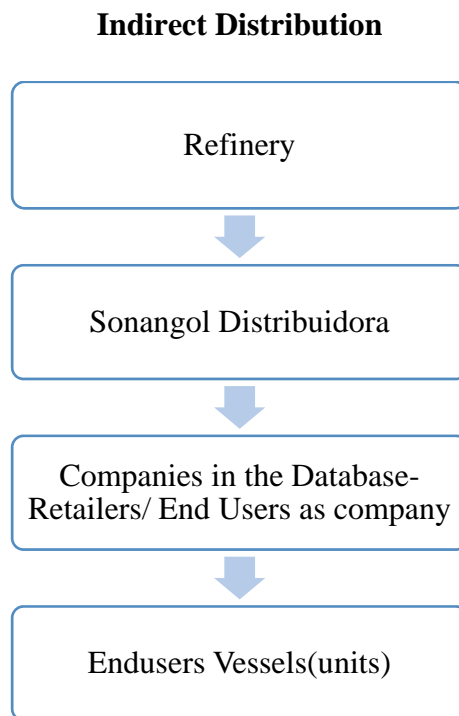 Indirect Distribution
Refinery
Sonangol Distribuidora
Companies in the Database-
Retailers/ End Users as company
Endusers Vessels(units)